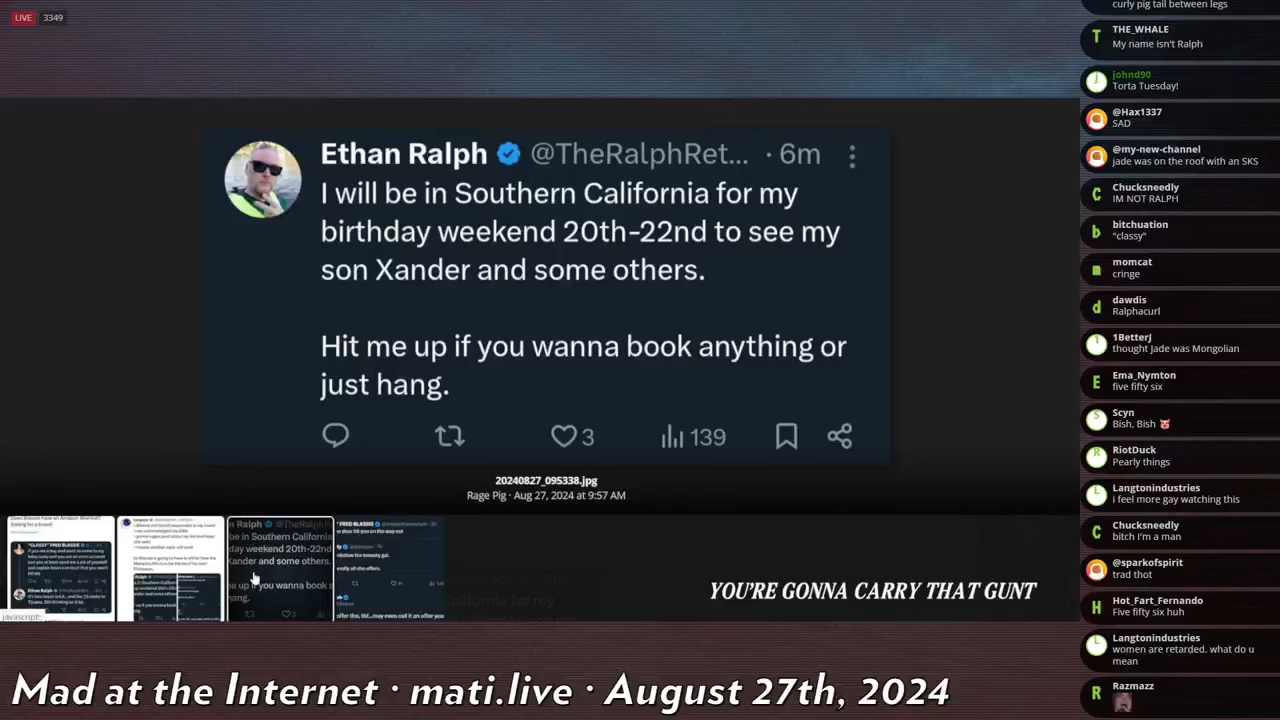 LIVE 3349
Ethan Ralph @TheRalphRet... · 6m
I will be in Southern California for my
birthday weekend 20th-22nd to see my
son Xander and some others.
Hit me up if you wanna book anything or
just hang.
3
139
20240827_095338.jpg
Rage Pig · Aug 27, 2024 at 9:57 AM
YOU'RE GONNA CARRY THAT GUNT
javascript:;
Mad at the Internet · mati.live · August 27th, 2024
curly pig tail between legs
THE_WHALE
My name isn't Ralph
johnd90
Torta Tuesday!
@Hax1337
SAD
@my-new-channel
jade was on the roof with an SKS
Chucksneedly
IM NOT RALPH
bitchuation
"classy"
momcat
cringe
dawdis
Ralphacurl
1Betterj
thought Jade was Mongolian
Ema_Nymton
five fifty six
Scyn
Bish, Bish
RiotDuck
Pearly things
Langtonindustries
I feel more gay watching this
Chucksneedly
bitch I'm a man
@sparkofspirit
trad thot
Hot_Fart_Fernando
Five fifty six huh
Langtonindustries
women are retarded. what do u
mean
Razmazz